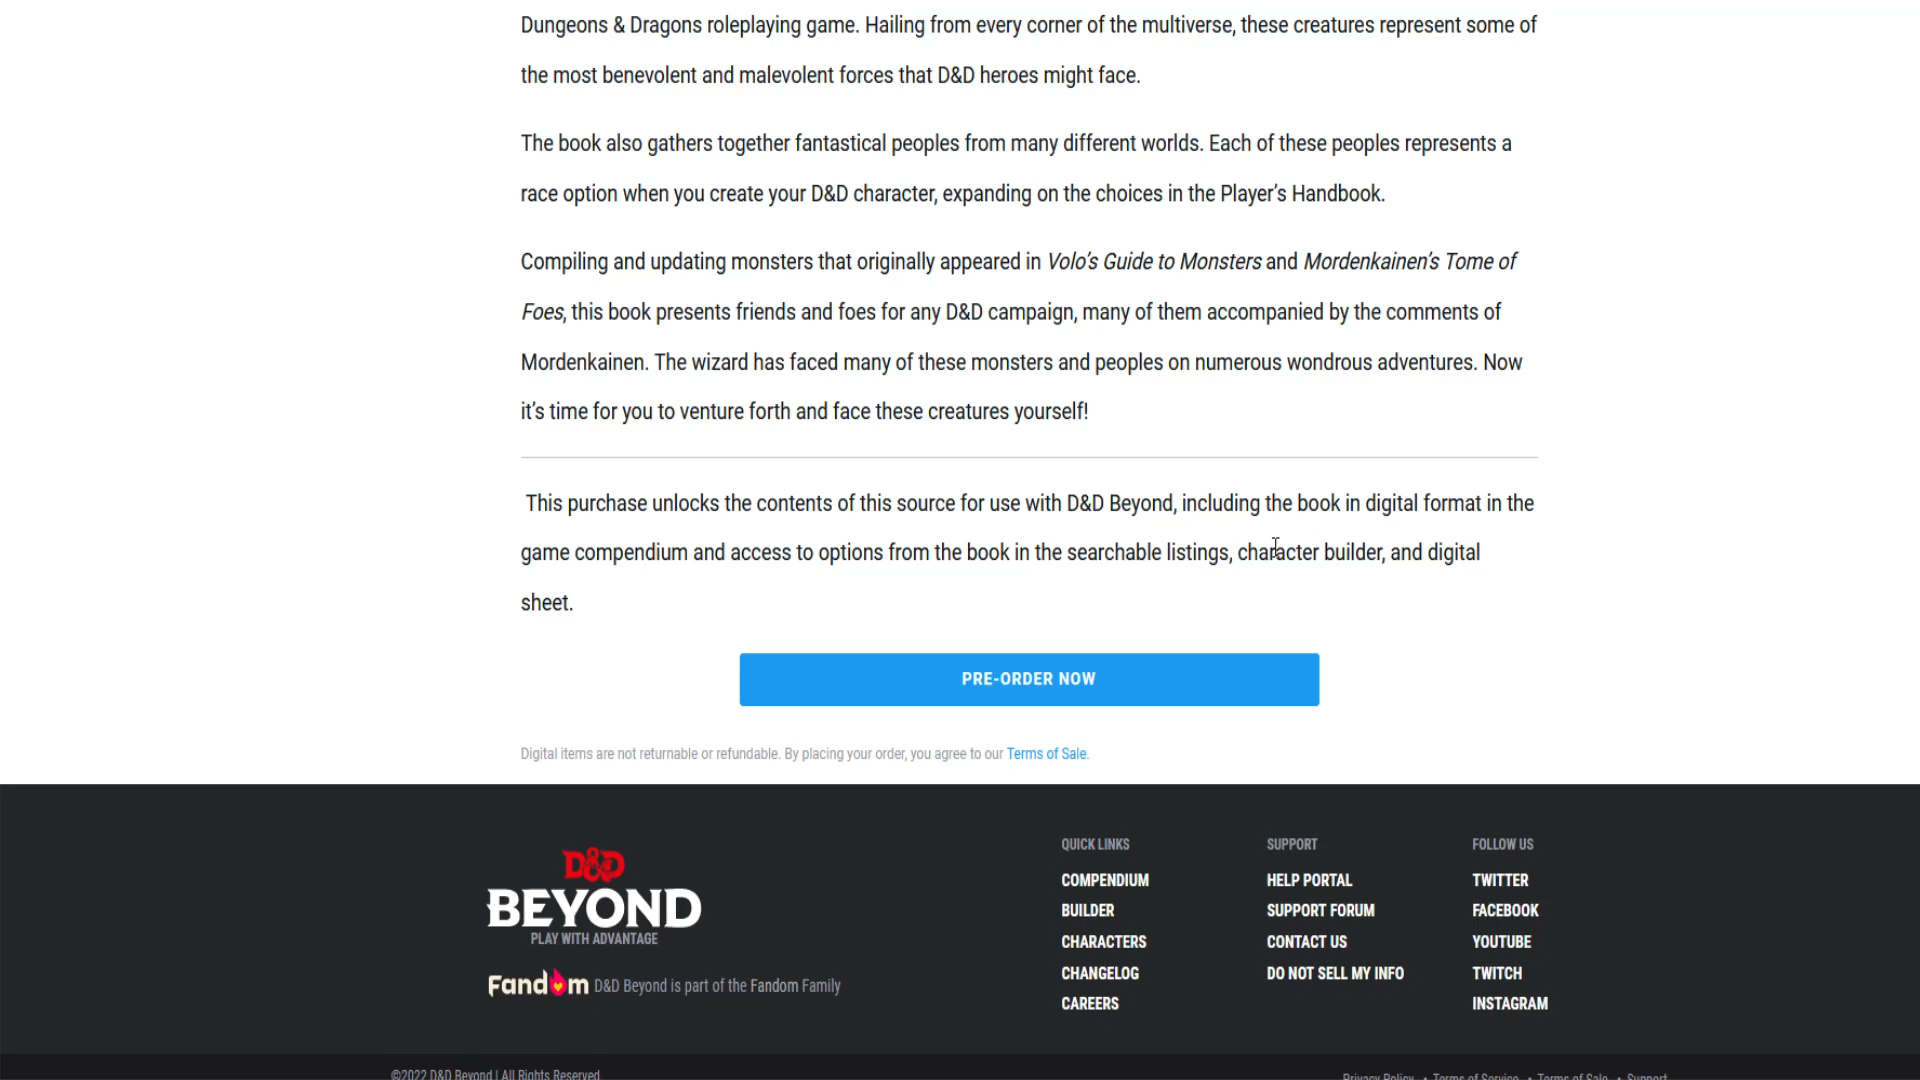 Dungeons & Dragons roleplaying game. Hailing from every corner of the multiverse, these creatures represent some of
the most benevolent and malevolent forces that D&D heroes might face.
The book also gathers together fantastical peoples from many different worlds. Each of these peoples represents a
race option when you create your D&D character, expanding on the choices in the Player’s Handbook.
Compiling and updating monsters that originally appeared in Volo’s Guide to Monsters and Mordenkainen’s Tome of
Foes, this book presents friends and foes for any D&D campaign, many of them accompanied by the comments of
Mordenkainen. The wizard has faced many of these monsters and peoples on numerous wondrous adventures. Now
it’s time for you to venture forth and face these creatures yourself!
This purchase unlocks the contents of this source for use with D&D Beyond, including the book in digital format in the
game compendium and access to options from the book in the searchable listings, character builder, and digital
sheet.
PRE-ORDER NOW
Digital items are not returnable or refundable. By placing your order, you agree to our Terms of Sale.
D&D
BEYOND
PLAY WITH ADVANTAGE
Fandom D&D Beyond is part of the Fandom Family
QUICK LINKS
COMPENDIUM
BUILDER
CHARACTERS
CHANGELOG
CAREERS
SUPPORT
HELP PORTAL
SUPPORT FORUM
CONTACT US
DO NOT SELL MY INFO
FOLLOW US
TWITTER
FACEBOOK
YOUTUBE
TWITCH
INSTAGRAM
©2022 D&D Beyond | All Rights Reserved
Privacy Policy • Terms of Service • Terms of Sale • Support